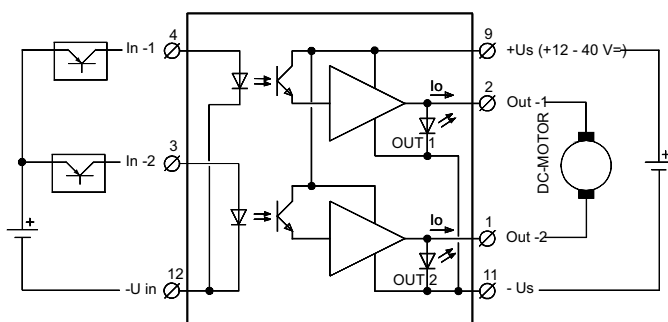 4
In -1
9
+Us (+12 - 40 V=)
+
Io
2
Out -1
OUT 1
DC-MOTOR
3
In -2
+
Io
1
Out -2
OUT 2
12
-U in
11
- Us